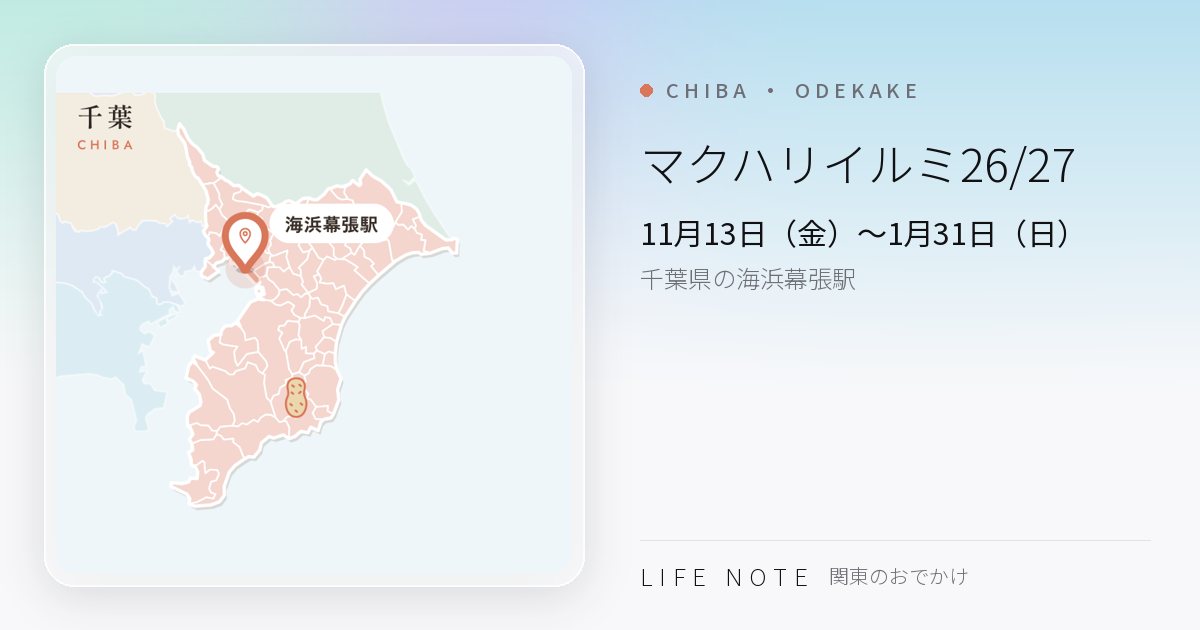 千葉
CHIBA
海浜幕張駅
CHIBA • ODEKAKE
マクハリイルミ26/27
11月13日（金）〜1月31日（日）
千葉県の海浜幕張駅
LIFE NOTE 関東のおでかけ